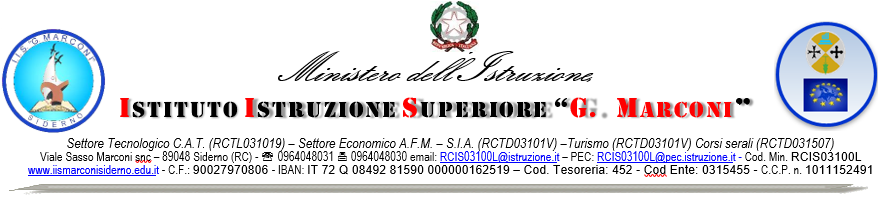 I.I.S "G. MARCONI"
SIDERNO
Ministero dell'Istruzione
ISTITUTO ISTRUZIONE SUPERIORE "G. . MARCONI"
Settore Tecnologico C.A.T. (RCTL031019) – Settore Economico A.F.M. – S.I.A. (RCTD03101V) –Turismo (RCTD03101V) Corsi serali (RCTD031507)
Viale Sasso Marconi snc – 89048 Siderno (RC) - ☎ 0964048031 🖷 0964048030 email: RCIS03100L@istruzione.it – PEC: RCIS03100L@pec.istruzione.it - Cod. Min. RCIS03100L
www.iismarconisiderno.edu.it - C.F.: 90027970806 - IBAN: IT 72 Q 08492 81590 000000162519 – Cod. Tesoreria: 452 - Cod Ente: 0315455 - C.C.P. n. 1011152491